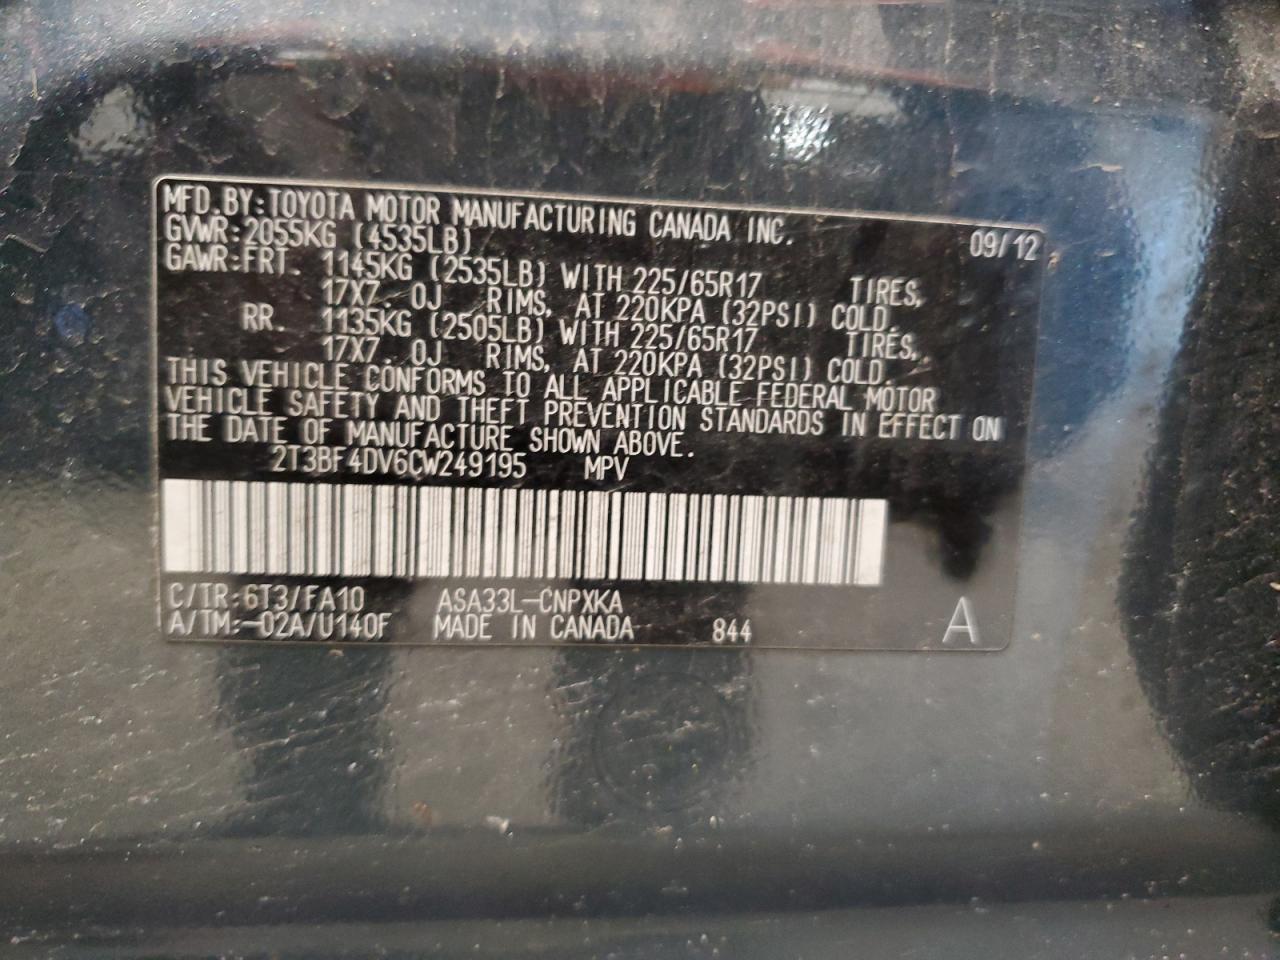 MFD.BY:TOYOTA MOTOR MANUFACTURING CANADA INC.
GVWR:2055KG (4535LB) 09/12
GAWR:FRT. 1145KG (2535LB) WITH 225/65R17 TIRES,
17X7.0J RIMS, AT 220KPA (32PSI) COLD.
RR. 1135KG (2505LB) WITH 225/65R17 TIRES,
17X7.0J RIMS, AT 220KPA (32PSI) COLD.
THIS VEHICLE CONFORMS TO ALL APPLICABLE FEDERAL MOTOR
VEHICLE SAFETY AND THEFT PREVENTION STANDARDS IN EFFECT ON
THE DATE OF MANUFACTURE SHOWN ABOVE.
2T3BF4DV6CW249195 MPV
C/TR:6T3/FA10 ASA33L-CNPXKA
A/TM:-02A/U140F MADE IN CANADA 844 A